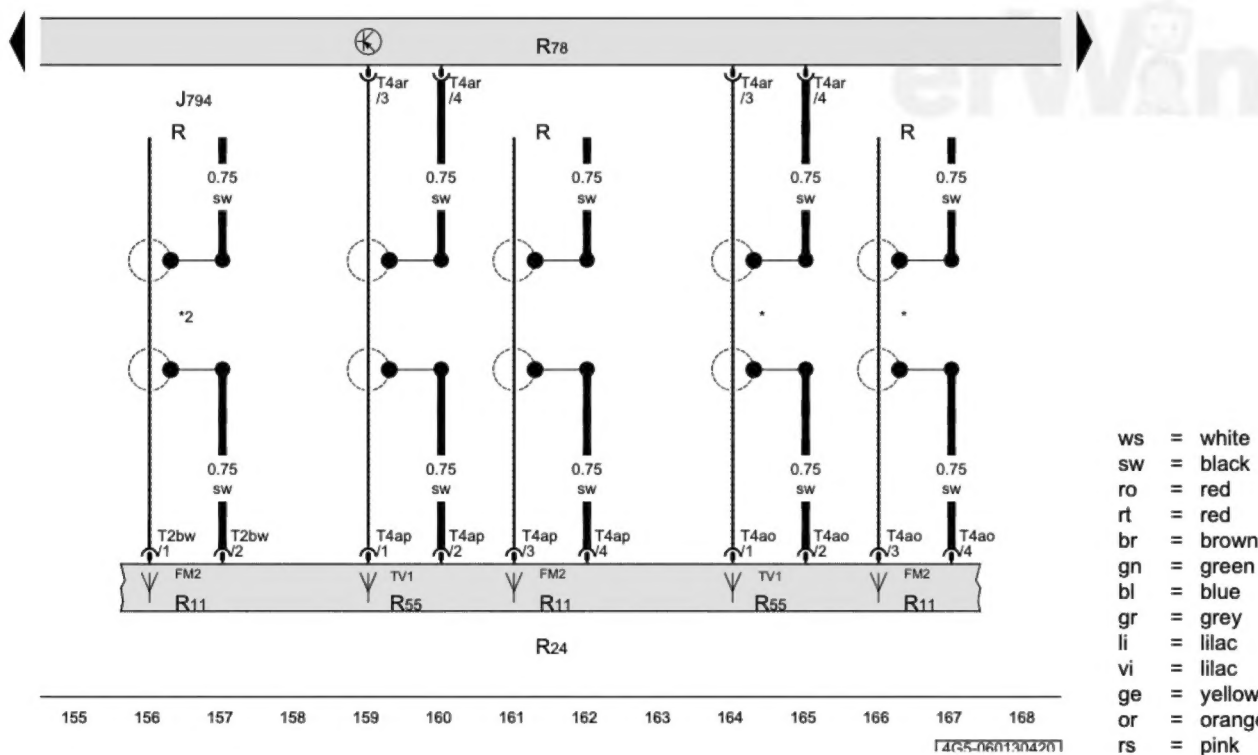 erWin
R78
T4ar
/3
T4ar
/4
T4ar
/3
T4ar
/4
J794
R
R
R
0.75
sw
0.75
sw
0.75
sw
0.75
sw
0.75
sw
*2
*
*
0.75
sw
0.75
sw
0.75
sw
0.75
sw
0.75
sw
T2bw
/1
T2bw
/2
T4ap
/1
T4ap
/2
T4ap
/3
T4ap
/4
T4ao
/1
T4ao
/2
T4ao
/3
T4ao
/4
FM2
TV1
FM2
TV1
FM2
R11
R55
R11
R55
R11
R24
155 156 157 158 159 160 161 162 163 164 165 166 167 168
4G5-060130420
ws = white
sw = black
ro = red
rt = red
br = brown
gn = green
bl = blue
gr = grey
li = lilac
vi = lilac
ge = yellow
or = orange
rs = pink